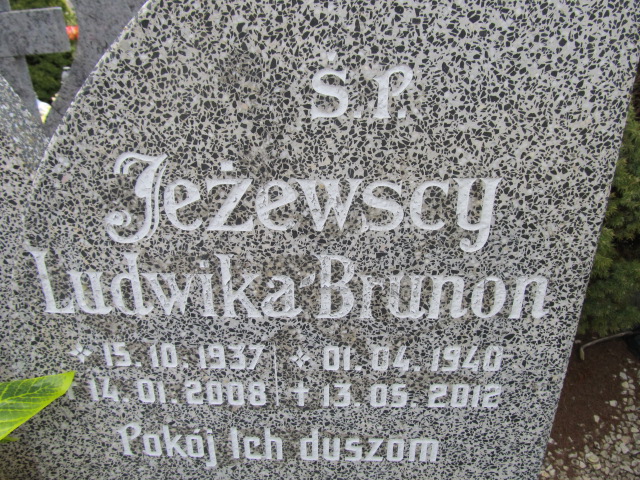 Ś.P.
Jeżewscy
Ludwika Brunon
* 15.10.1937 * 01.04.1940
14.01.2008 + 13.05.2012
Pokój Ich duszom